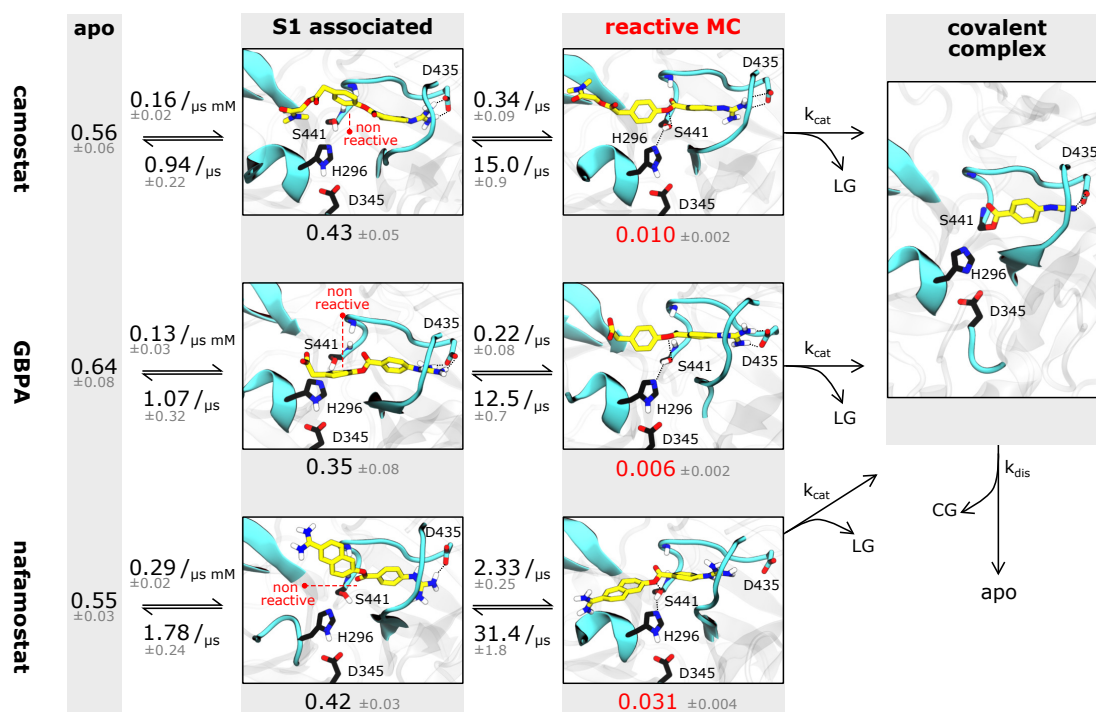 apo
S1 associated
reactive MC
covalent
complex
camostat
0.56
±0.06
0.16 / µs mM
±0.02
0.94 / µs
±0.22
D435
S441
non
reactive
H296
D345
0.43 ±0.05
0.34 / µs
±0.09
15.0 / µs
±0.9
D435
H296
S441
D345
0.010 ±0.002
kcat
LG
D435
S441
H296
D345
GBPA
0.64
±0.08
0.13 / µs mM
±0.03
1.07 / µs
±0.32
non
reactive
D435
S441
H296
D345
0.35 ±0.08
0.22 / µs
±0.08
12.5 / µs
±0.7
D435
S441
H296
D345
0.006 ±0.002
kcat
LG
nafamostat
0.55
±0.03
0.29 / µs mM
±0.02
1.78 / µs
±0.24
D435
non
reactive
S441
H296
D345
0.42 ±0.03
2.33 / µs
±0.25
31.4 / µs
±1.8
D435
S441
H296
D345
0.031 ±0.004
kcat
LG
kdis
CG
apo